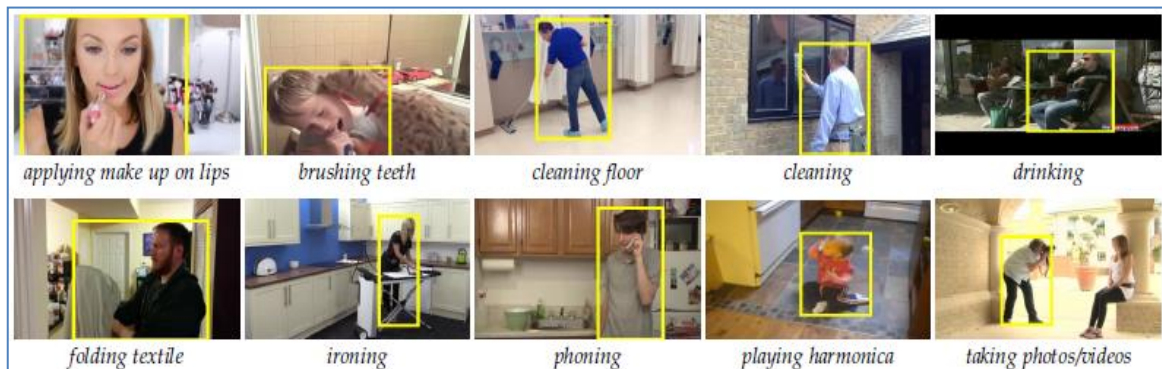 applying make up on lips
brushing teeth
cleaning floor
cleaning
drinking
folding textile
ironing
phoning
playing harmonica
taking photos/videos